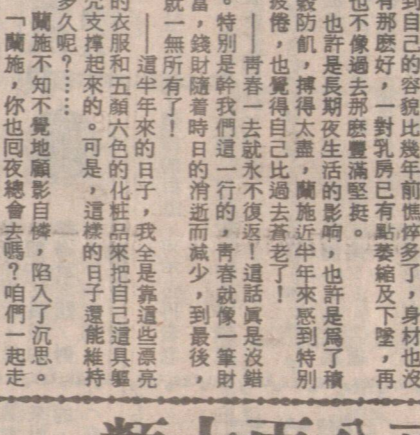 到自己的容貌比幾年前憔悴多了，身材也沒
有那麽好，一對乳房已有點萎縮及下墜，再
也不像過去那麽豐滿堅挺。
也許是長期夜生活的影响，也許是爲了積
穀防飢，搏得太盡，蘭施近半年來感到特別
疲倦，也覺得自己比過去蒼老了！
——靑春一去就永不復返！這話眞是沒錯
。特別是幹我們這一行的，靑春就像一筆財
富，錢財隨着時日的消逝而減少，到最後，
就一無所有了！
——這半年來的日子，我全是靠這些漂亮
的衣服和五顏六色的化粧品來把自己這具軀
売支撑起來的。可是，這樣的日子還能維持
多久呢？……
蘭施不知不覺地顧影自憐，陷入了沉思。
「蘭施，你也囘夜總會去嗎？咱們一起走